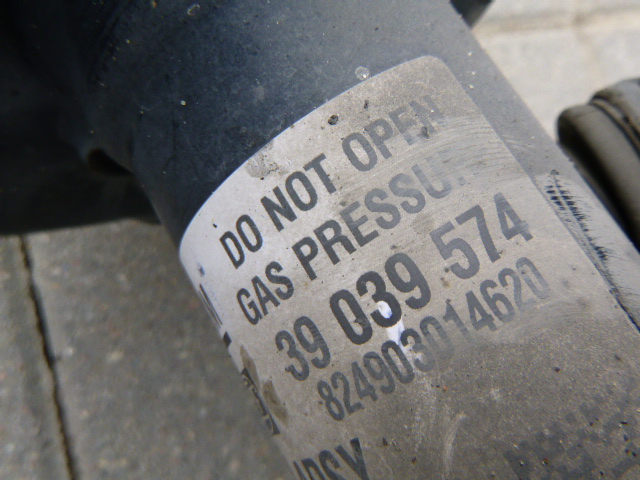 DO NOT OPEN
GAS PRESSU
39 039 574
824903014620